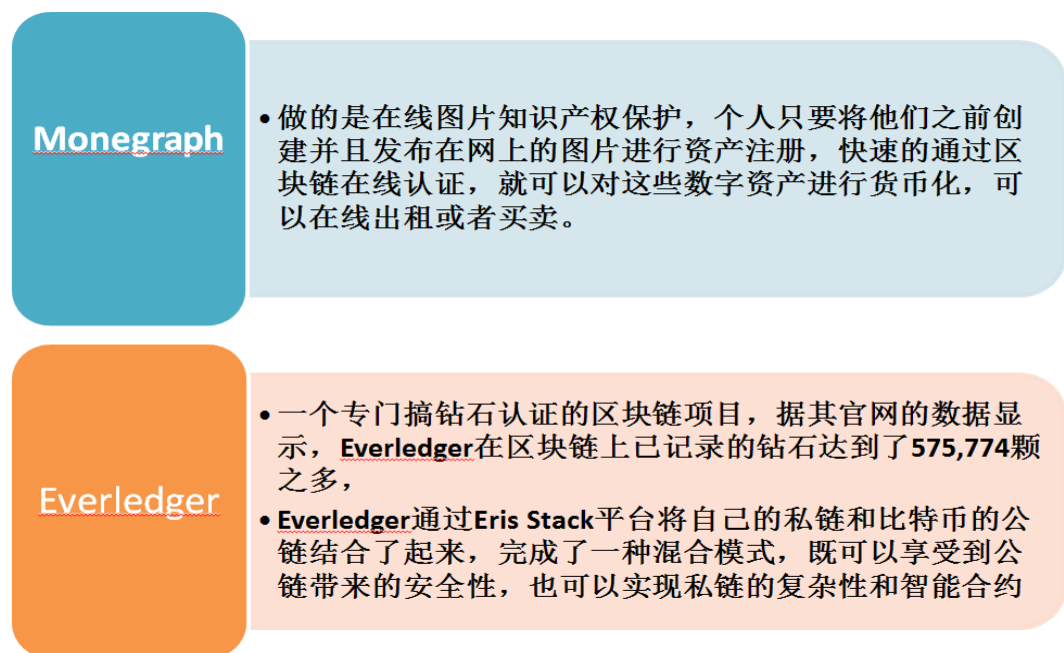 Monegraph
• 做的是在线图片知识产权保护，个人只要将他们之前创
建并且发布在网上的图片进行资产注册，快速的通过区
块链在线认证，就可以对这些数字资产进行货币化，可
以在线出租或者买卖。
Everledger
• 一个专门搞钻石认证的区块链项目，据其官网的数据显
示，Everledger在区块链上已记录的钻石达到了575,774颗
之多，
• Everledger通过Eris Stack平台将自己的私链和比特币的公
链结合了起来，完成了一种混合模式，既可以享受到公
链带来的安全性，也可以实现私链的复杂性和智能合约